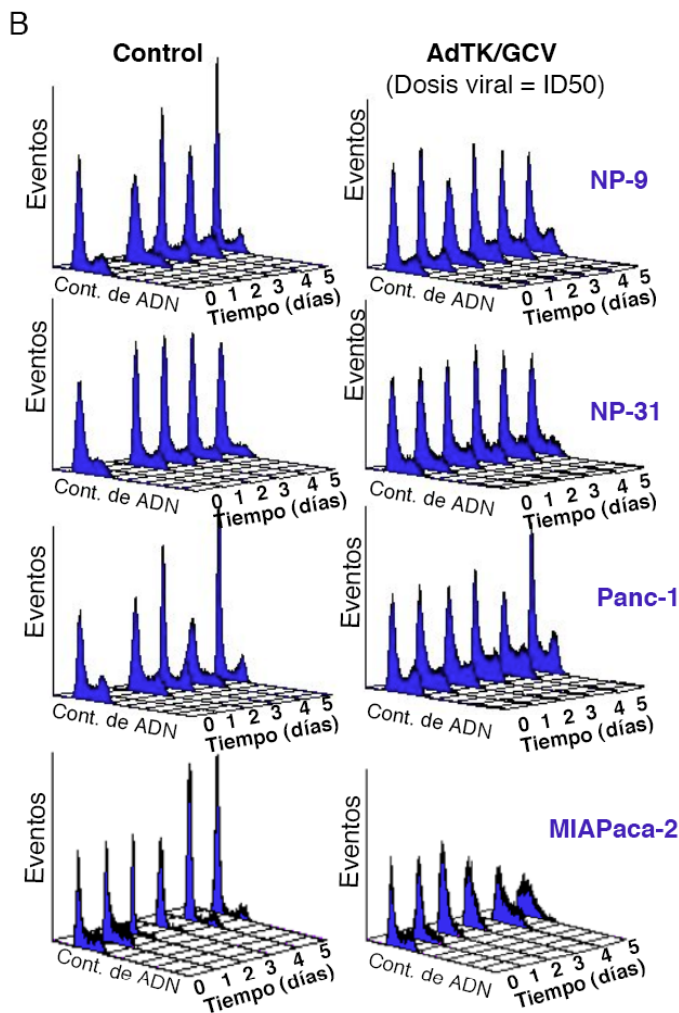 B
Control
AdTK/GCV
(Dosis viral = ID50)
Eventos
Cont. de ADN
0 1 2 3 4 5
Tiempo (días)
Eventos
Cont. de ADN
0 1 2 3 4 5
Tiempo (días)
NP-9
Eventos
Cont. de ADN
0 1 2 3 4 5
Tiempo (días)
Eventos
Cont. de ADN
0 1 2 3 4 5
Tiempo (días)
NP-31
Eventos
Cont. de ADN
0 1 2 3 4 5
Tiempo (días)
Eventos
Cont. de ADN
0 1 2 3 4 5
Tiempo (días)
Panc-1
Eventos
Cont. de ADN
0 1 2 3 4 5
Tiempo (días)
Eventos
Cont. de ADN
0 1 2 3 4 5
Tiempo (días)
MIAPaca-2